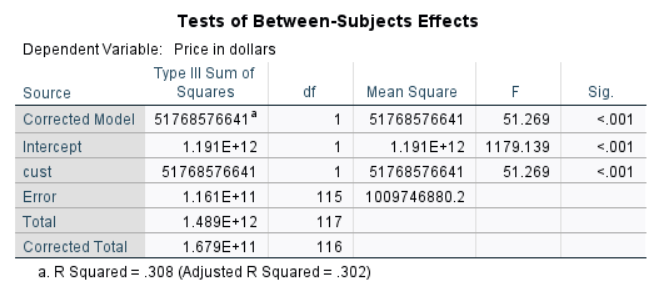 Tests of Between-Subjects Effects
Dependent Variable: Price in dollars
Source Type III Sum of Squares df Mean Square F Sig.
Corrected Model 51768576641a 1 51768576641 51.269 <.001
Intercept 1.191E+12 1 1.191E+12 1179.139 <.001
cust 51768576641 1 51768576641 51.269 <.001
Error 1.161E+11 115 1009746880.2
Total 1.489E+12 117
Corrected Total 1.679E+11 116
a. R Squared = .308 (Adjusted R Squared = .302)